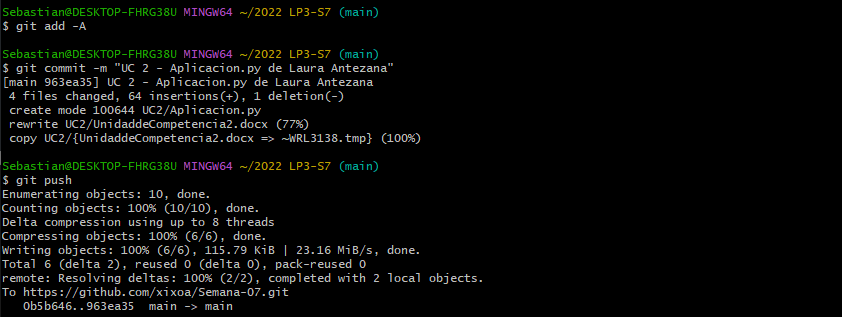 Sebastian@DESKTOP-FHRG38U MINGW64 ~/2022 LP3-S7 (main)
$ git add -A
Sebastian@DESKTOP-FHRG38U MINGW64 ~/2022 LP3-S7 (main)
$ git commit -m "UC 2 - Aplicacion.py de Laura Antezana"
[main 963ea35] UC 2 - Aplicacion.py de Laura Antezana
4 files changed, 64 insertions(+), 1 deletion(-)
create mode 100644 UC2/Aplicacion.py
rewrite UC2/UnidaddeCompetencia2.docx (77%)
copy UC2/{UnidaddeCompetencia2.docx => ~WRL3138.tmp} (100%)
Sebastian@DESKTOP-FHRG38U MINGW64 ~/2022 LP3-S7 (main)
$ git push
Enumerating objects: 10, done.
Counting objects: 100% (10/10), done.
Delta compression using up to 8 threads
Compressing objects: 100% (6/6), done.
Writing objects: 100% (6/6), 115.79 KiB | 23.16 MiB/s, done.
Total 6 (delta 2), reused 0 (delta 0), pack-reused 0
remote: Resolving deltas: 100% (2/2), completed with 2 local objects.
To https://github.com/xixoa/Semana-07.git
0b5b646..963ea35  main -> main